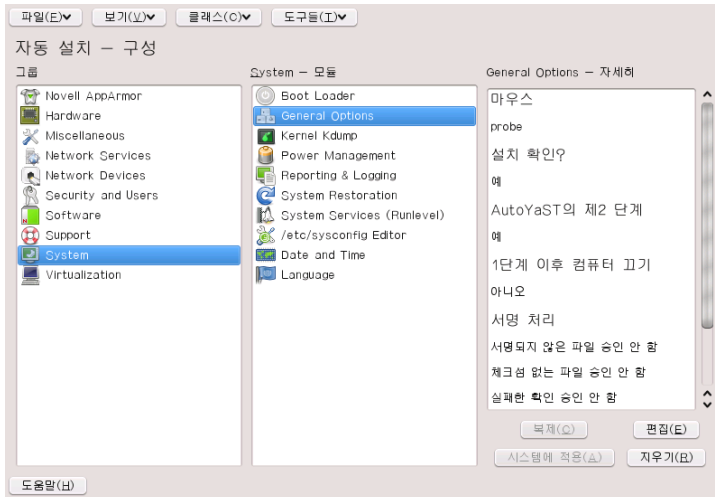 파일(F)
보기(V)
클래스(C)
도구들(T)
자동 설치 – 구성
그룹
Novell AppArmor
Hardware
Miscellaneous
Network Services
Network Devices
Security and Users
Software
Support
System
Virtualization
System – 모듈
Boot Loader
General Options
Kernel Kdump
Power Management
Reporting & Logging
System Restoration
System Services (Runlevel)
/etc/sysconfig Editor
Date and Time
Language
General Options – 자세히
마우스
probe
설치 확인?
예
AutoYaST의 제2 단계
예
1단계 이후 컴퓨터 끄기
아니오
서명 처리
서명되지 않은 파일 승인 안 함
체크섬 없는 파일 승인 안 함
실패한 확인 승인 안 함
복제(C)
편집(E)
시스템에 적용(A)
지우기(R)
도움말(H)